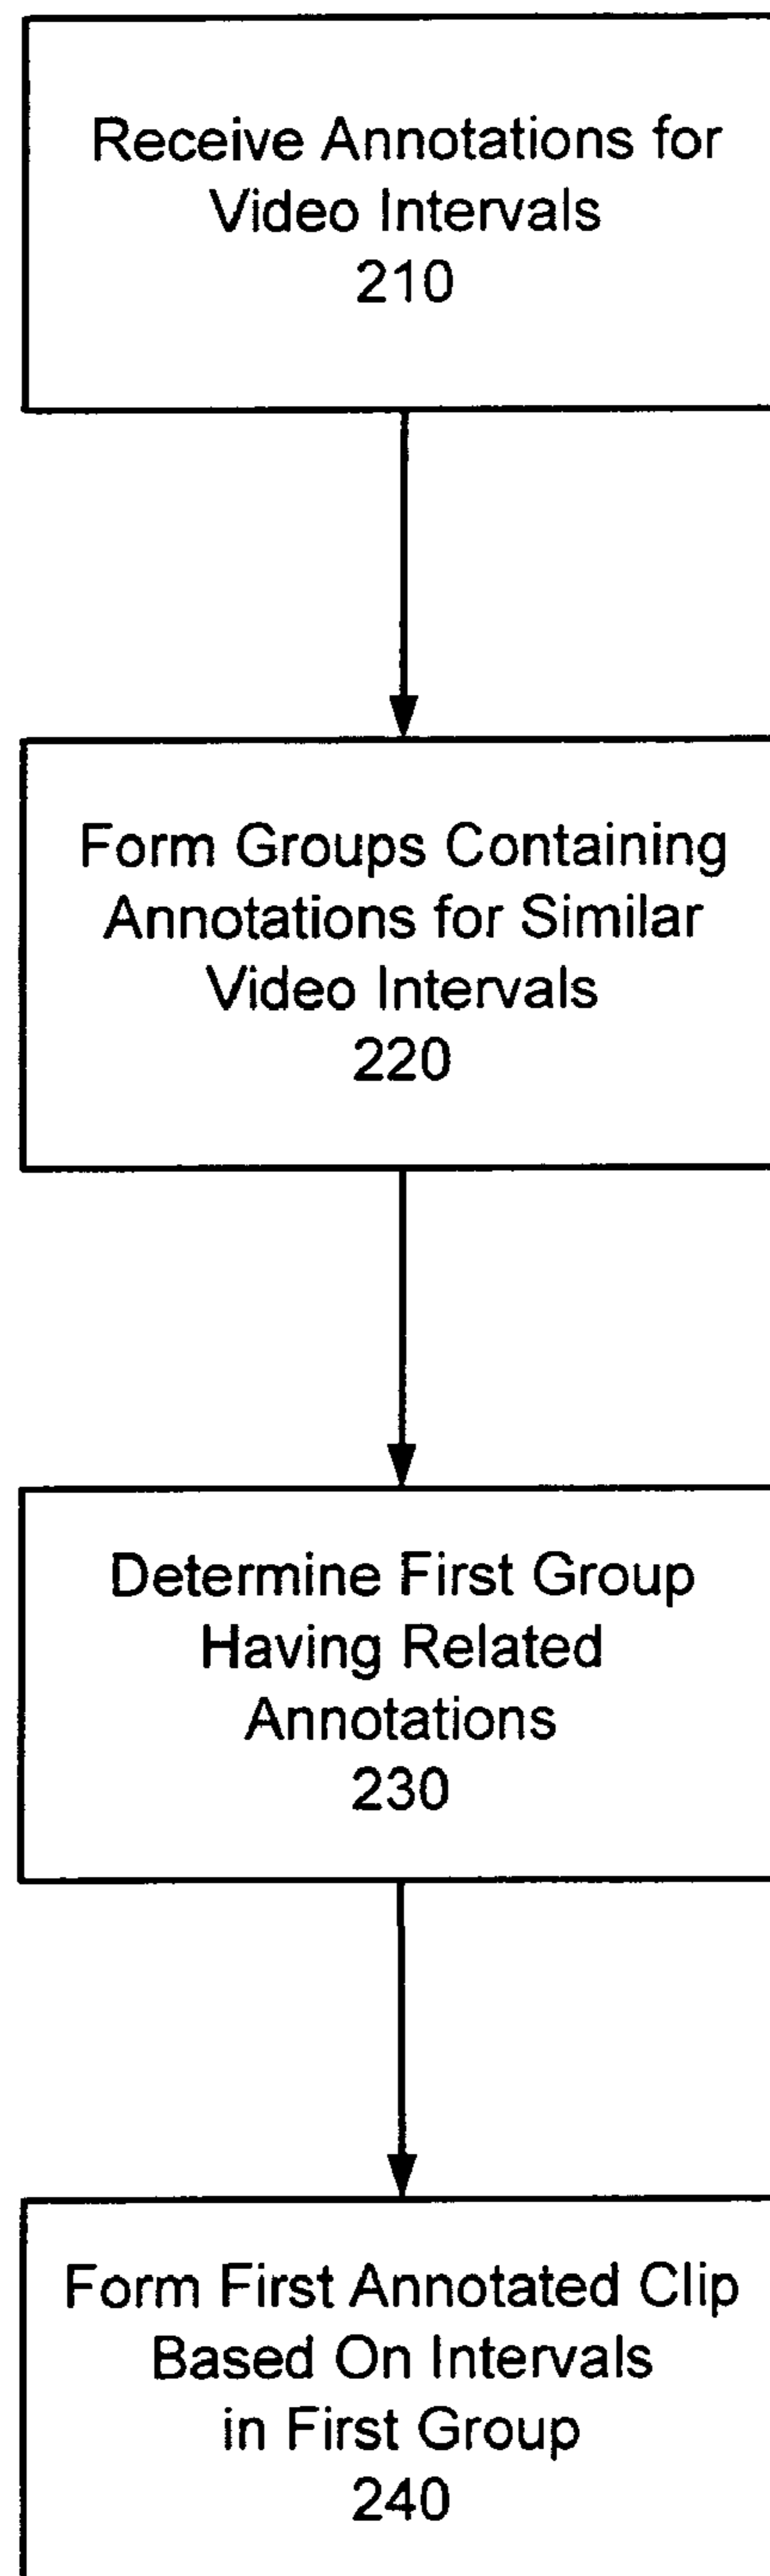 Receive Annotations for
Video Intervals
210
Form Groups Containing
Annotations for Similar
Video Intervals
220
Determine First Group
Having Related
Annotations
230
Form First Annotated Clip
Based On Intervals
in First Group
240